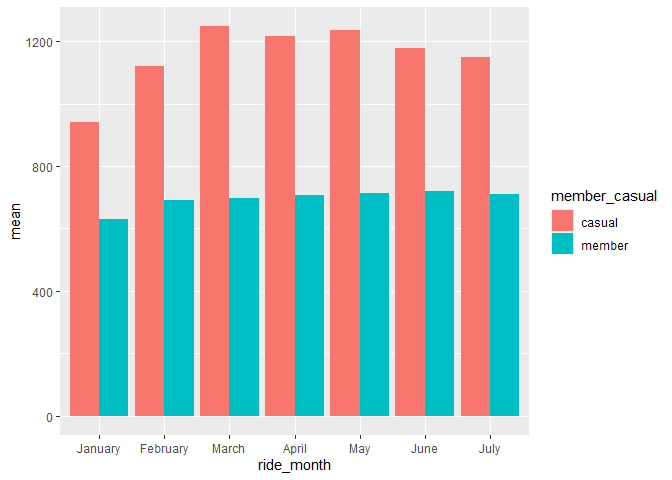 1200
800
400
0
mean
January February March April May June July
ride_month
member_casual
casual
member